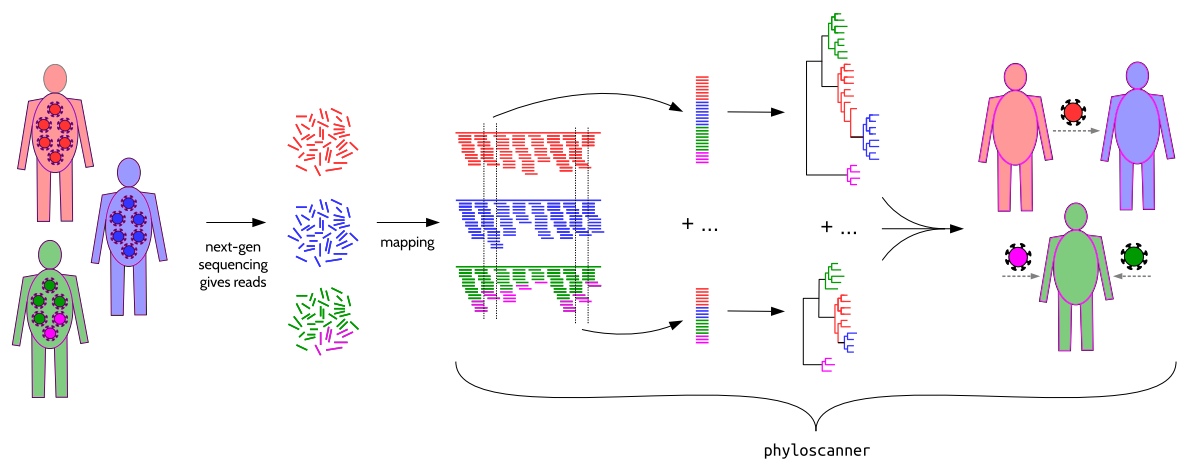 next-gen
sequencing
gives reads
mapping
+ ...
+ ...
phyloscanner